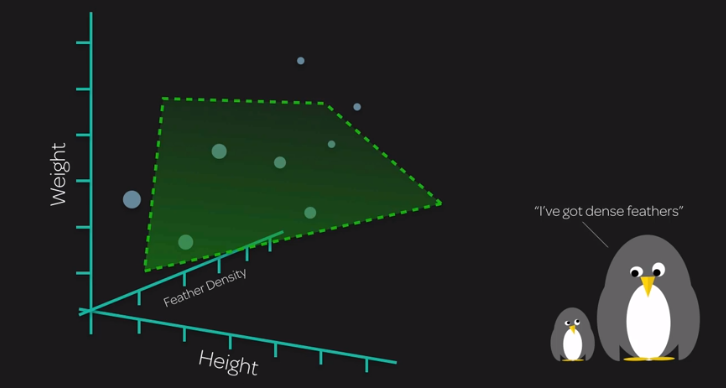 Weight
"I've got dense feathers"
Feather Density
Height